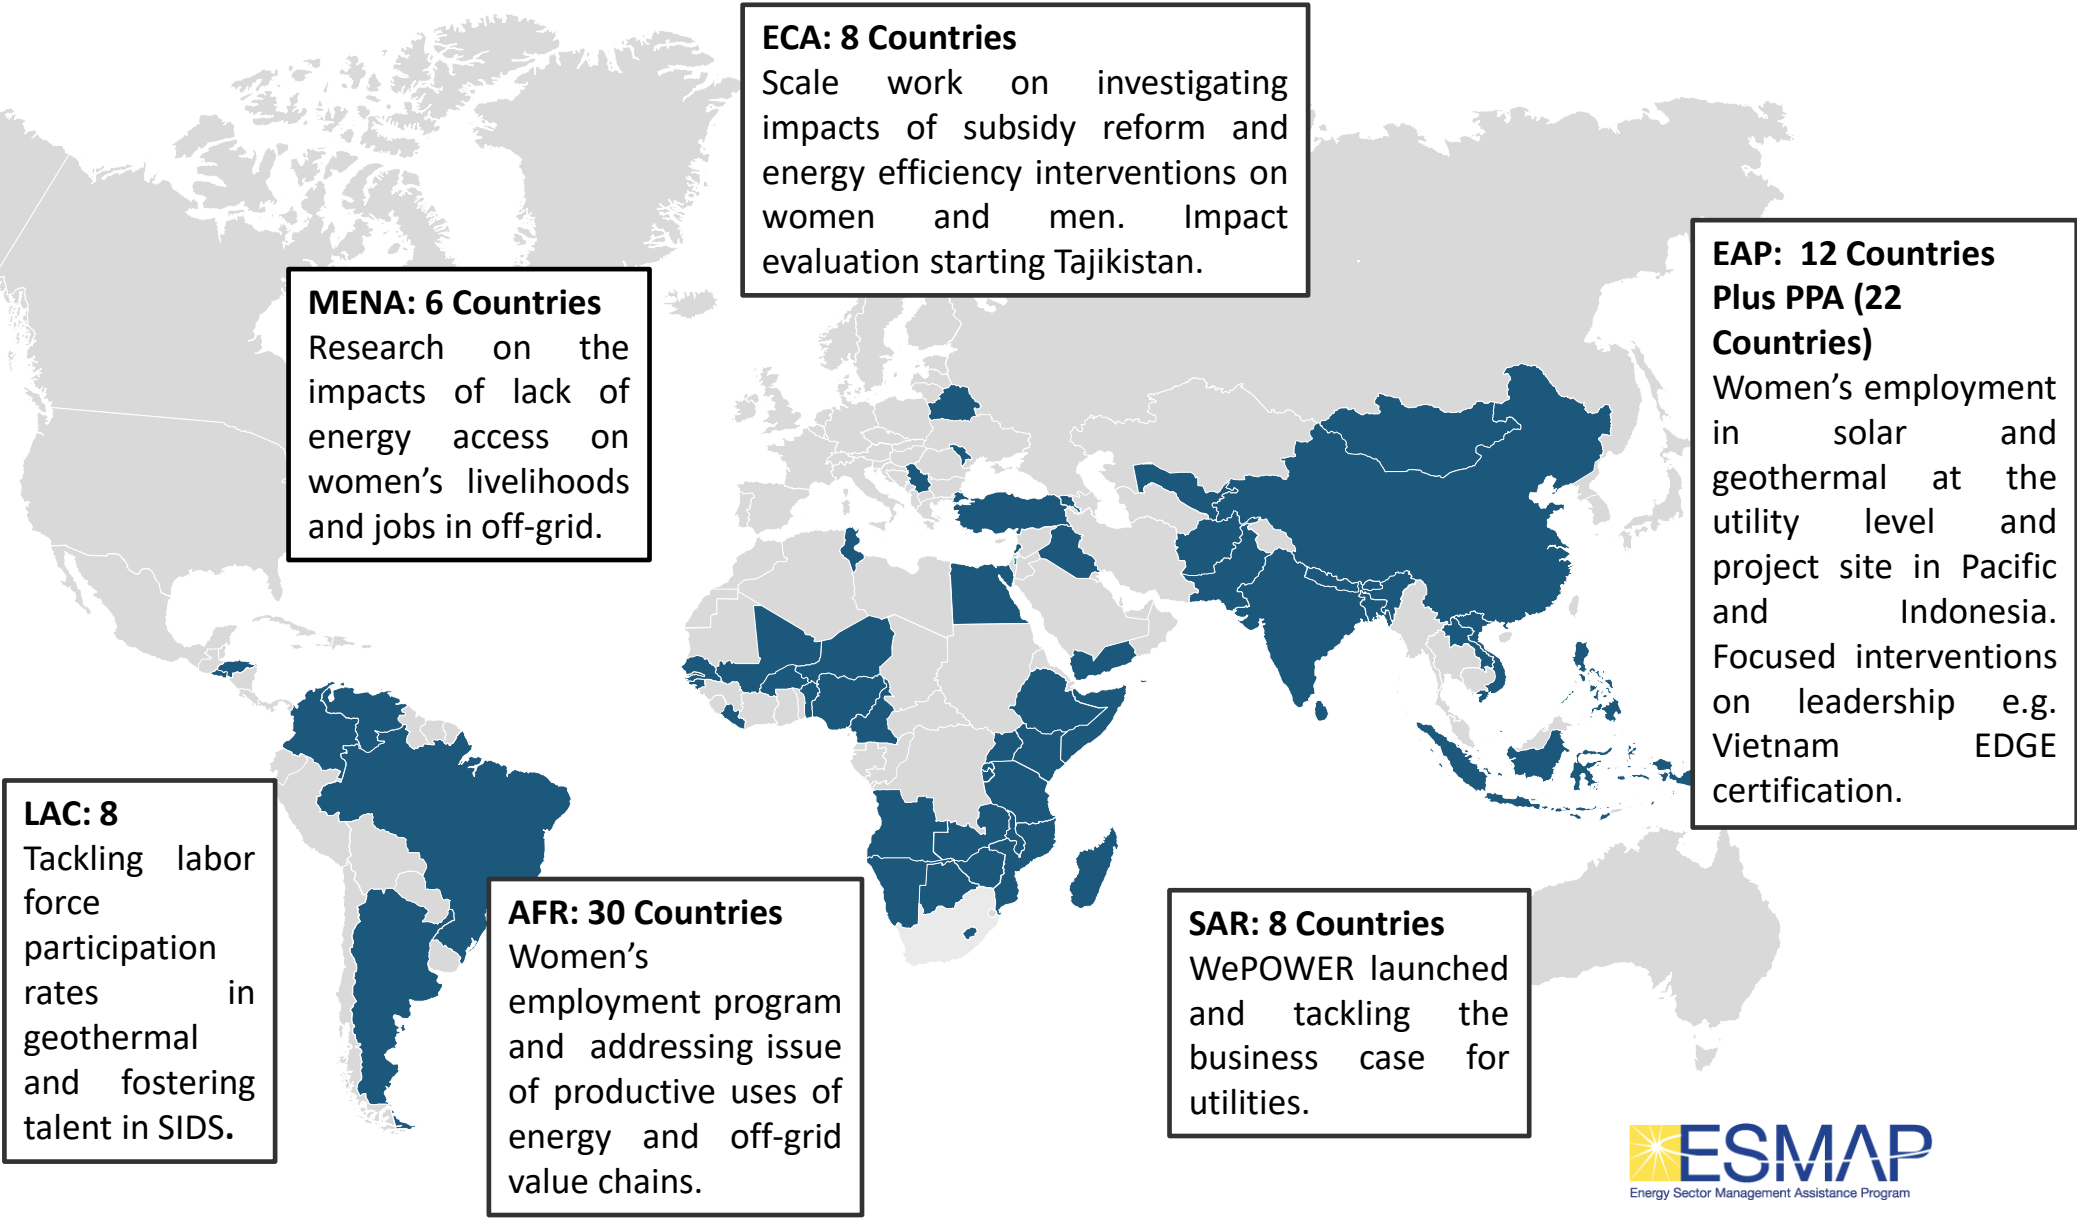 ECA: 8 Countries
Scale work on investigating
impacts of subsidy reform and
energy efficiency interventions on
women and men. Impact
evaluation starting Tajikistan.
MENA: 6 Countries
Research on the
impacts of lack of
energy access on
women’s livelihoods
and jobs in off-grid.
EAP: 12 Countries
Plus PPA (22
Countries)
Women’s employment
in solar and
geothermal at the
utility level and
project site in Pacific
and Indonesia.
Focused interventions
on leadership e.g.
Vietnam EDGE
certification.
LAC: 8
Tackling labor
force
participation
rates in
geothermal
and fostering
talent in SIDS.
AFR: 30 Countries
Women’s
employment program
and addressing issue
of productive uses of
energy and off-grid
value chains.
SAR: 8 Countries
WePOWER launched
and tackling the
business case for
utilities.
ESMAP
Energy Sector Management Assistance Program